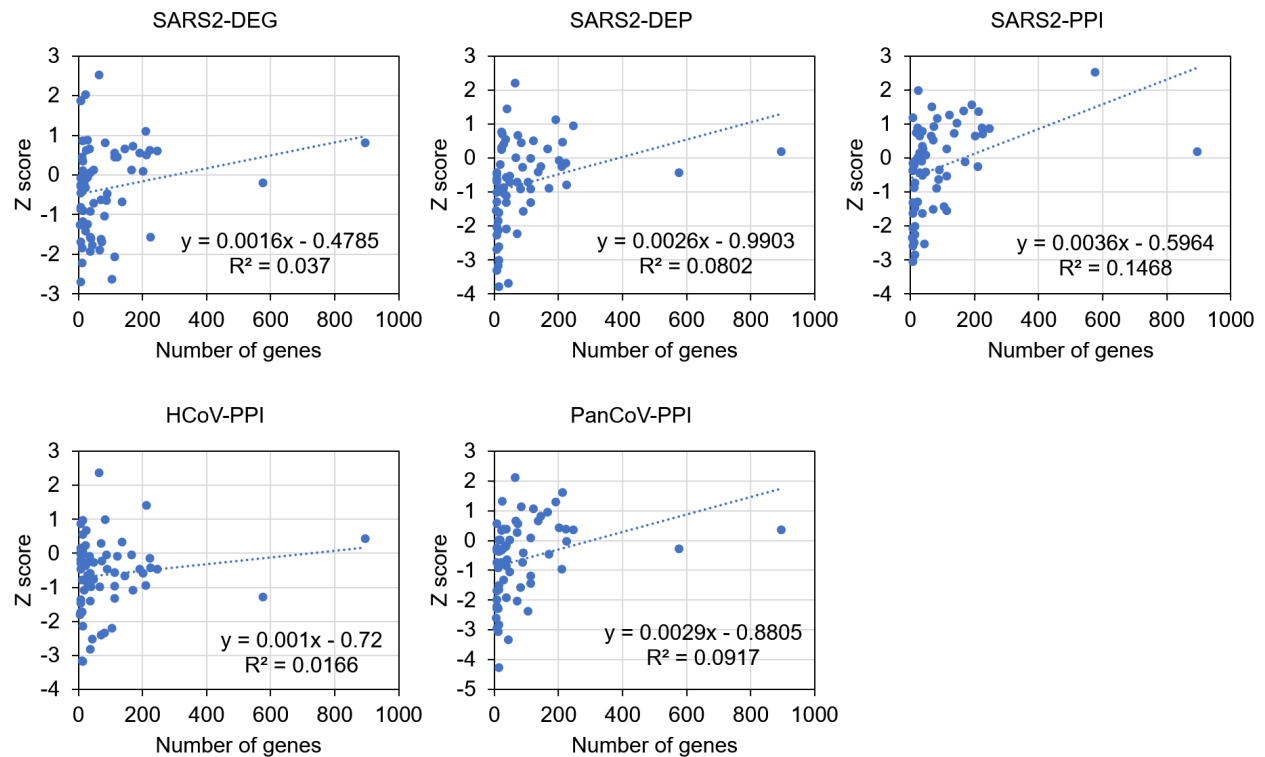 SARS2-DEG
3
2
1
0
-1
-2
-3
Z score
y = 0.0016x - 0.4785
R² = 0.037
0 200 400 600 800 1000
Number of genes
SARS2-DEP
3
2
1
0
-1
-2
-3
-4
Z score
y = 0.0026x - 0.9903
R² = 0.0802
0 200 400 600 800 1000
Number of genes
SARS2-PPI
3
2
1
0
-1
-2
-3
-4
Z score
y = 0.0036x - 0.5964
R² = 0.1468
0 200 400 600 800 1000
Number of genes
HCoV-PPI
3
2
1
0
-1
-2
-3
-4
Z score
y = 0.001x - 0.72
R² = 0.0166
0 200 400 600 800 1000
Number of genes
PanCoV-PPI
3
2
1
0
-1
-2
-3
-4
-5
Z score
y = 0.0029x - 0.8805
R² = 0.0917
0 200 400 600 800 1000
Number of genes